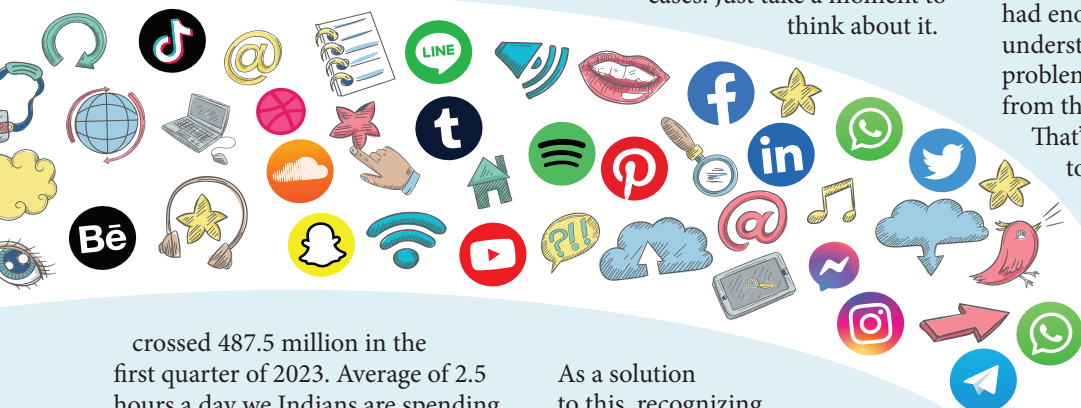 cases. Just take a moment to
think about it.
had eno
underst
problem
from th
That'
to
@
LINE
t
f
in
@
Bē
?!!
crossed 487.5 million in the
first quarter of 2023. Average of 2.5
hours a day we Indians are spending
As a solution
to this, recognizing